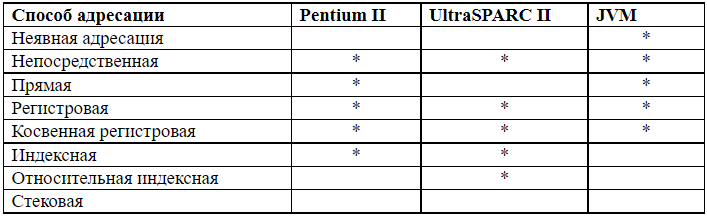 Способ адресации Pentium II UltraSPARC II JVM
Неявная адресация *
Непосредственная * * *
Прямая * *
Регистровая * * *
Косвенная регистровая * * *
Индексная * *
Относительная индексная *
Стековая